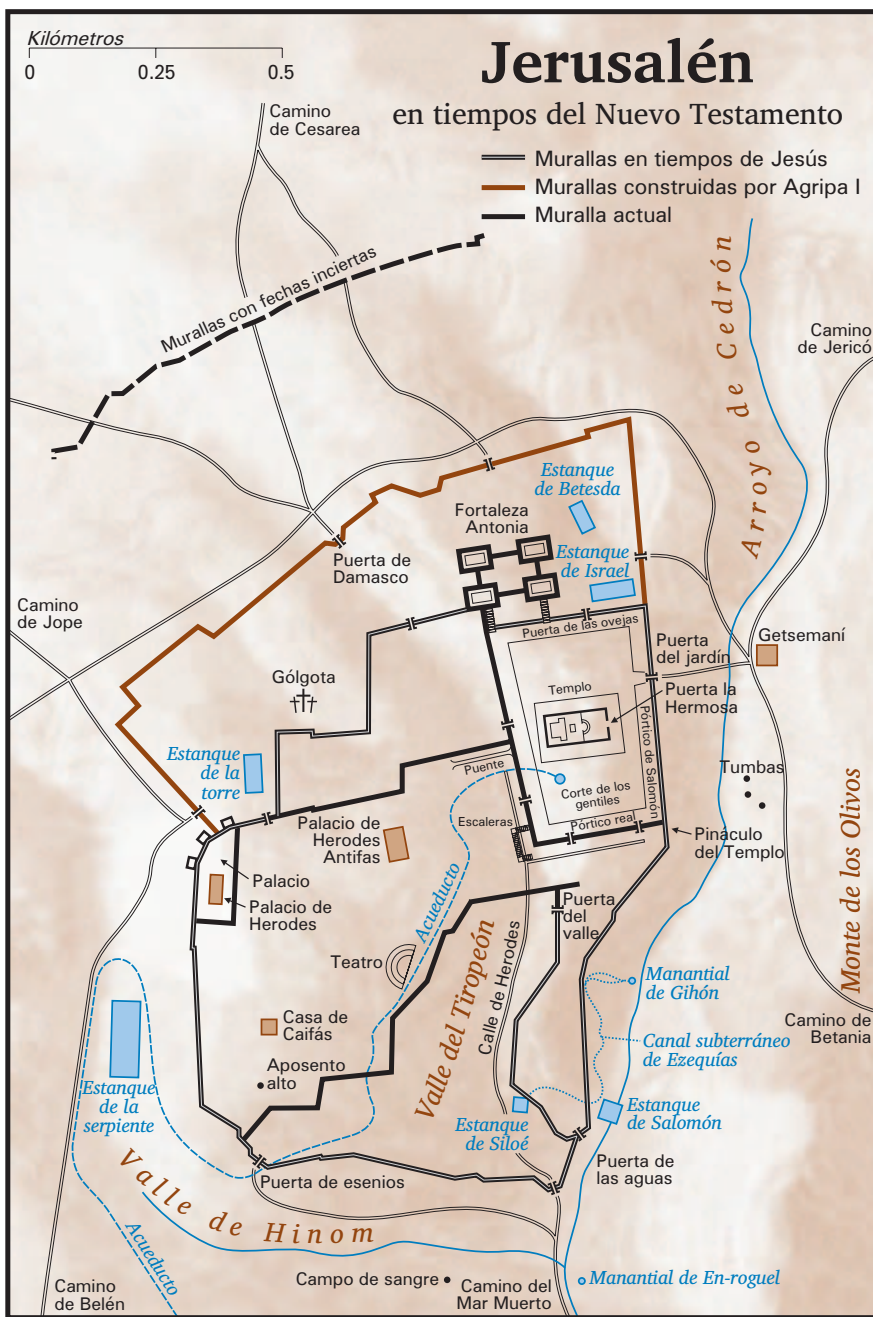 Kilómetros
0 0.25 0.5
Jerusalén
en tiempos del Nuevo Testamento
Murallas en tiempos de Jesús
Murallas construidas por Agripa I
Muralla actual
Camino
de Cesarea
Murallas con fechas inciertas
Arroyo de Cedrón
Camino
de Jericó
Estanque
de Betesda
Fortaleza
Antonia
Estanque
de Israel
Puerta de
Damasco
Camino
de Jope
Puerta de las ovejas
Puerta
del jardín
Getsemaní
Gólgota
Templo
Puerta la
Hermosa
Pórtico de Salomón
Estanque
de la
torre
Puente
Corte de los
gentiles
Tumbas
Palacio de
Herodes
Antifas
Escaleras
Pórtico real
Pináculo
del Templo
Monte de los Olivos
Palacio
Palacio de
Herodes
Acueducto
Puerta
del
valle
Teatro
Valle del Tiropeón
Calle de Herodes
Manantial
de Gihón
Casa de
Caifás
Canal subterráneo
de Ezequías
Camino de
Betania
Aposento
alto
Estanque
de la
serpiente
Estanque
de Siloé
Estanque
de Salomón
Puerta de
las aguas
Puerta de esenios
Valle de Hinom
Acueducto
Camino
de Belén
Campo de sangre
Camino del
Mar Muerto
Manantial de En-roguel